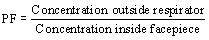 PF = Concentration outside respirator
Concentration inside facepiece